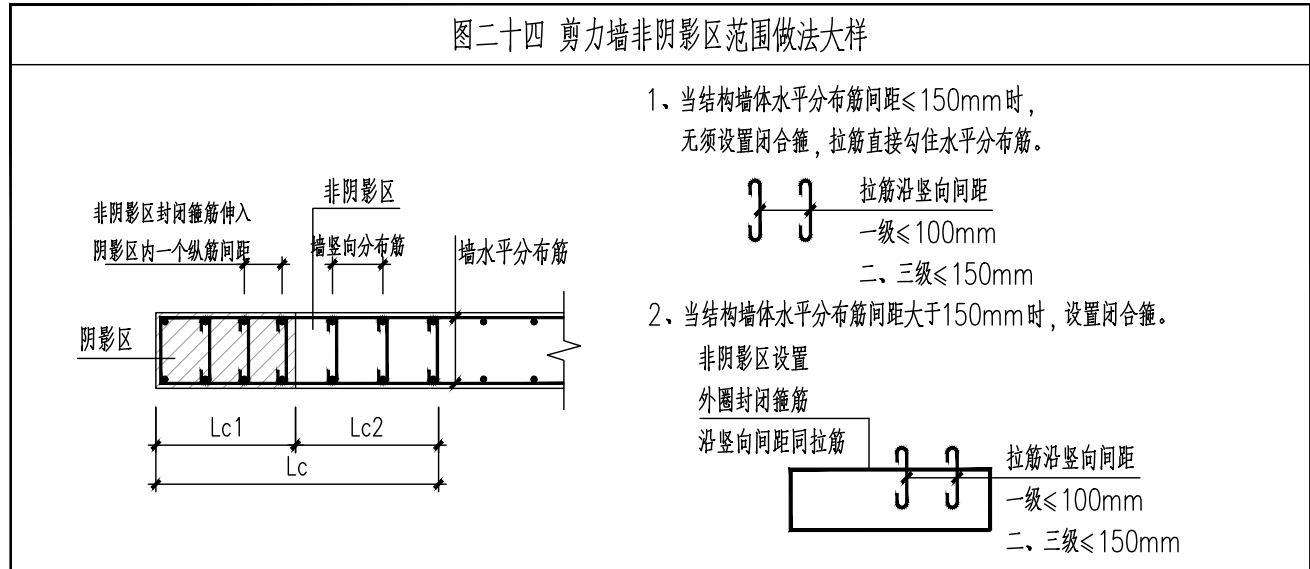 图二十四 剪力墙非阴影区范围做法大样
1、当结构墙体水平分布筋间距≤150mm时,
无须设置闭合箍,拉筋直接勾住水平分布筋。
拉筋沿竖向间距
一级≤100mm
二、三级≤150mm
2、当结构墙体水平分布筋间距大于150mm时,设置闭合箍。
非阴影区设置
外圈封闭箍筋
沿竖向间距同拉筋
拉筋沿竖向间距
一级≤100mm
二、三级≤150mm
非阴影区
非阴影区封闭箍筋伸入
阴影区内一个纵筋间距
墙竖向分布筋
墙水平分布筋
阴影区
Lc1
Lc2
Lc